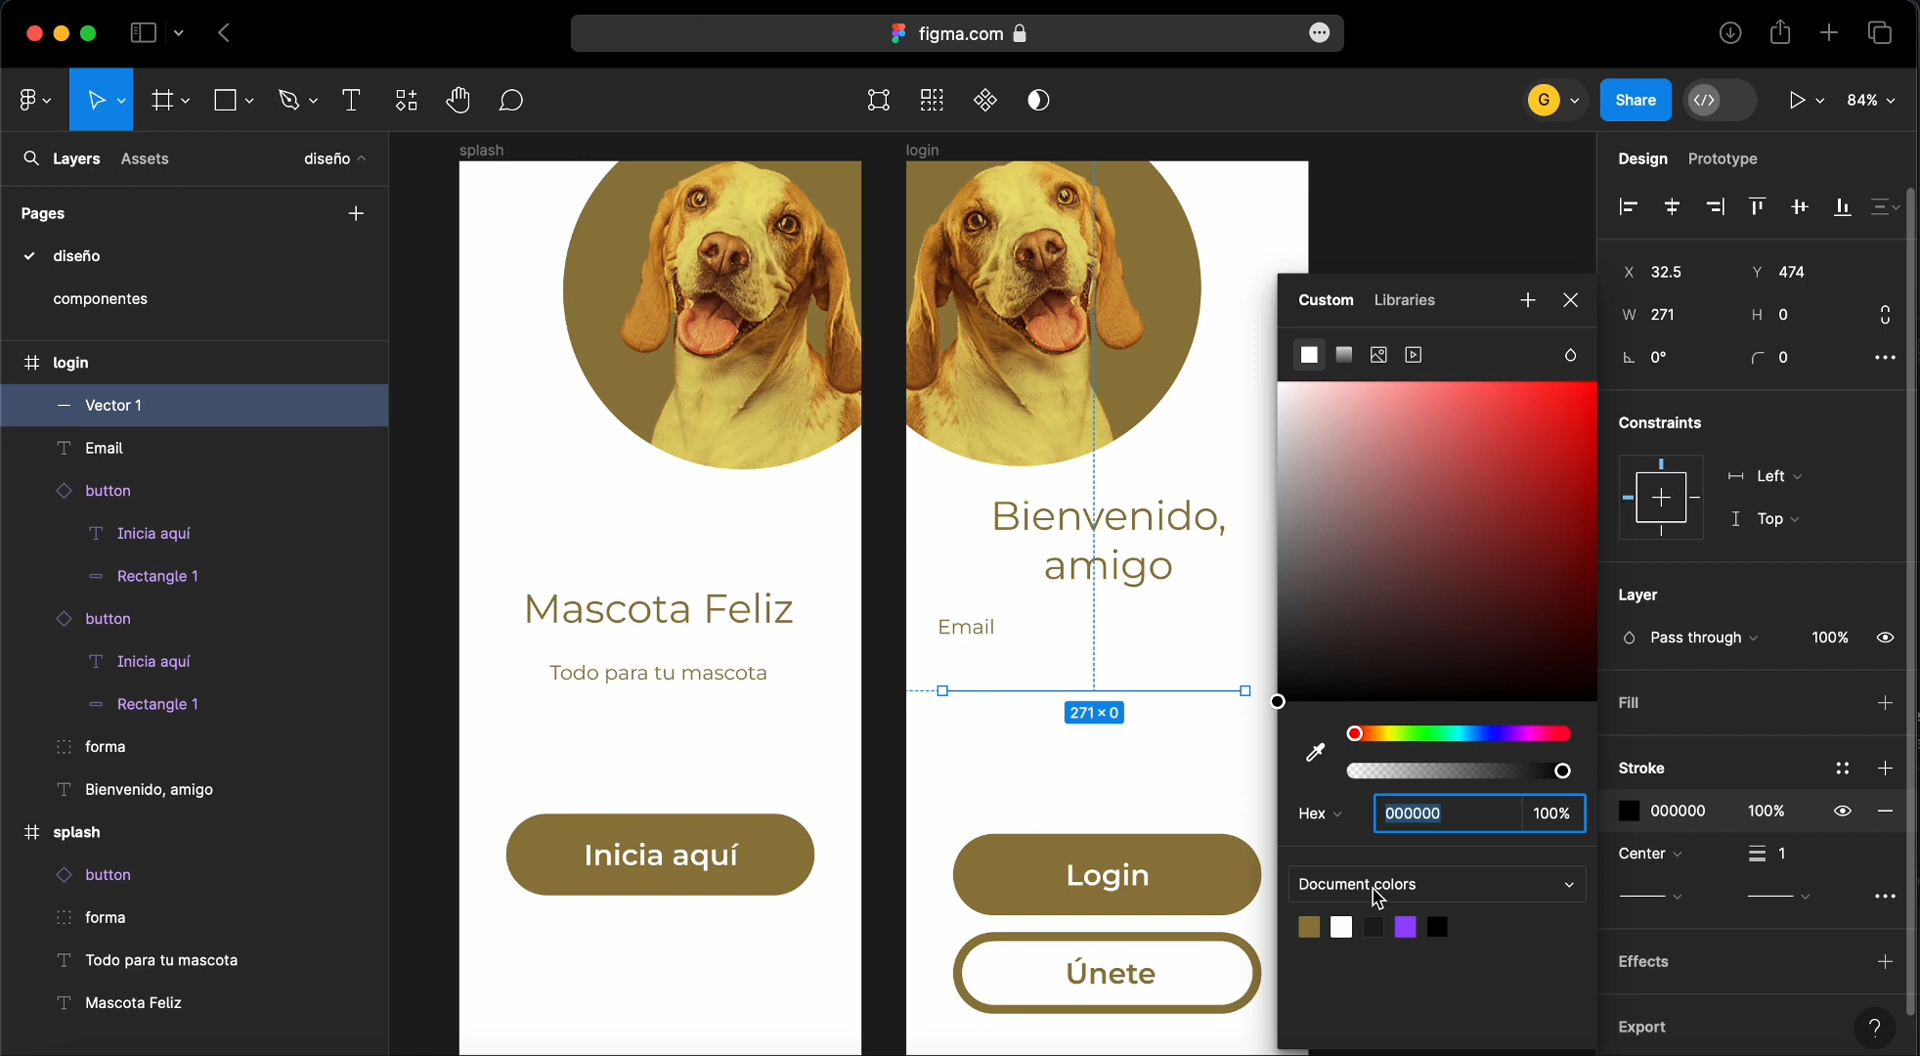 figma.com
G
Share
84%
Layers
Assets
diseño
Pages
diseño
componentes
login
Vector 1
Email
button
Inicia aquí
Rectangle 1
button
Inicia aquí
Rectangle 1
forma
Bienvenido, amigo
splash
button
forma
Todo para tu mascota
Mascota Feliz
splash
Mascota Feliz
Todo para tu mascota
Inicia aquí
login
Bienvenido,
amigo
Email
271 × 0
Login
Únete
Custom
Libraries
Hex
000000
100%
Document colors
Design
Prototype
X 32.5
Y 474
W 271
H 0
0°
0
Constraints
Left
Top
Layer
Pass through
100%
Fill
Stroke
000000
100%
Center
1
Effects
Export
?